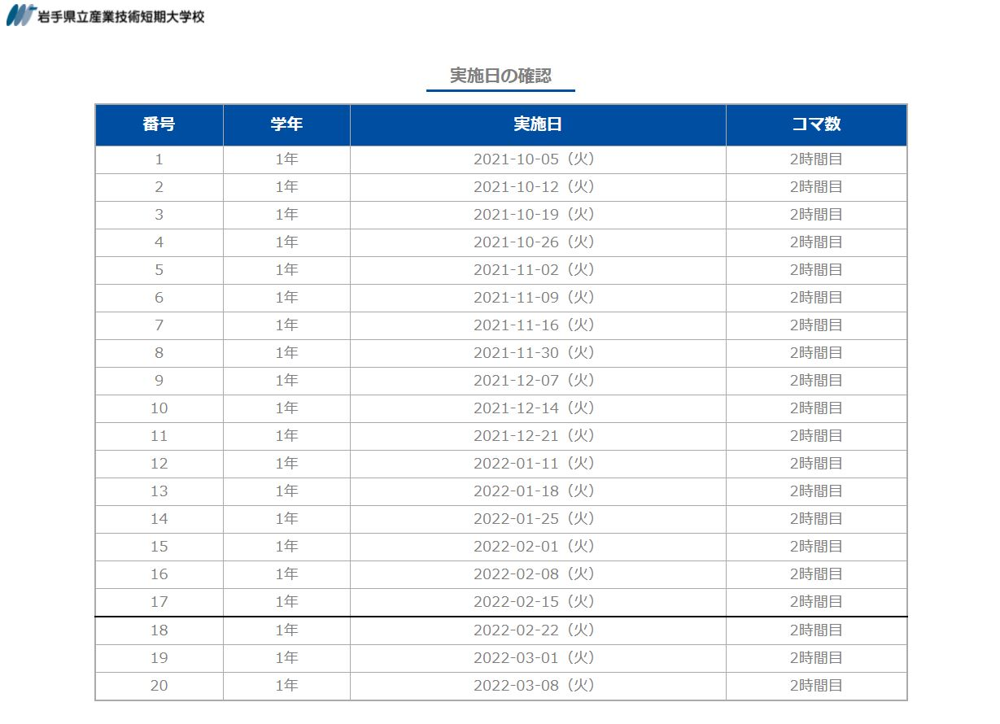 岩手県立産業技術短期大学校
実施日の確認
番号 学年 実施日 コマ数
1 1年 2021-10-05（火） 2時間目
2 1年 2021-10-12（火） 2時間目
3 1年 2021-10-19（火） 2時間目
4 1年 2021-10-26（火） 2時間目
5 1年 2021-11-02（火） 2時間目
6 1年 2021-11-09（火） 2時間目
7 1年 2021-11-16（火） 2時間目
8 1年 2021-11-30（火） 2時間目
9 1年 2021-12-07（火） 2時間目
10 1年 2021-12-14（火） 2時間目
11 1年 2021-12-21（火） 2時間目
12 1年 2022-01-11（火） 2時間目
13 1年 2022-01-18（火） 2時間目
14 1年 2022-01-25（火） 2時間目
15 1年 2022-02-01（火） 2時間目
16 1年 2022-02-08（火） 2時間目
17 1年 2022-02-15（火） 2時間目
18 1年 2022-02-22（火） 2時間目
19 1年 2022-03-01（火） 2時間目
20 1年 2022-03-08（火） 2時間目